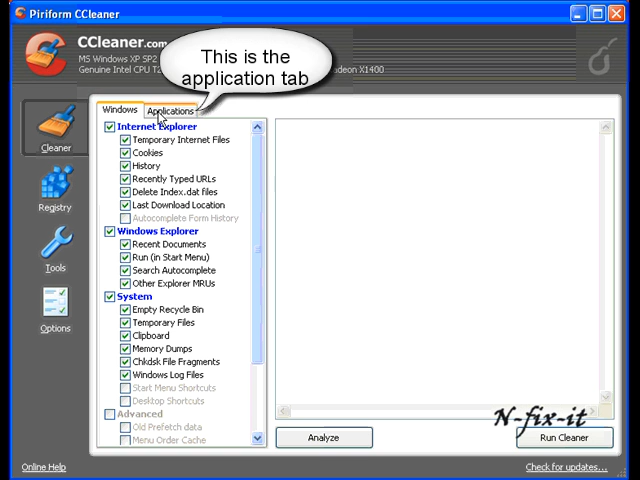 Piriform CCleaner
CCleaner.com
MS Windows XP SP2
Genuine Intel CPU T2
adeon X1400
This is the
application tab
Windows
Applications
Cleaner
Registry
Tools
Options
Internet Explorer
Temporary Internet Files
Cookies
History
Recently Typed URLs
Delete Index.dat files
Last Download Location
Autocomplete Form History
Windows Explorer
Recent Documents
Run (in Start Menu)
Search Autocomplete
Other Explorer MRUs
System
Empty Recycle Bin
Temporary Files
Clipboard
Memory Dumps
Chkdsk File Fragments
Windows Log Files
Start Menu Shortcuts
Desktop Shortcuts
Advanced
Old Prefetch data
Menu Order Cache
N-fix-it
Analyze
Run Cleaner
Online Help
Check for updates...